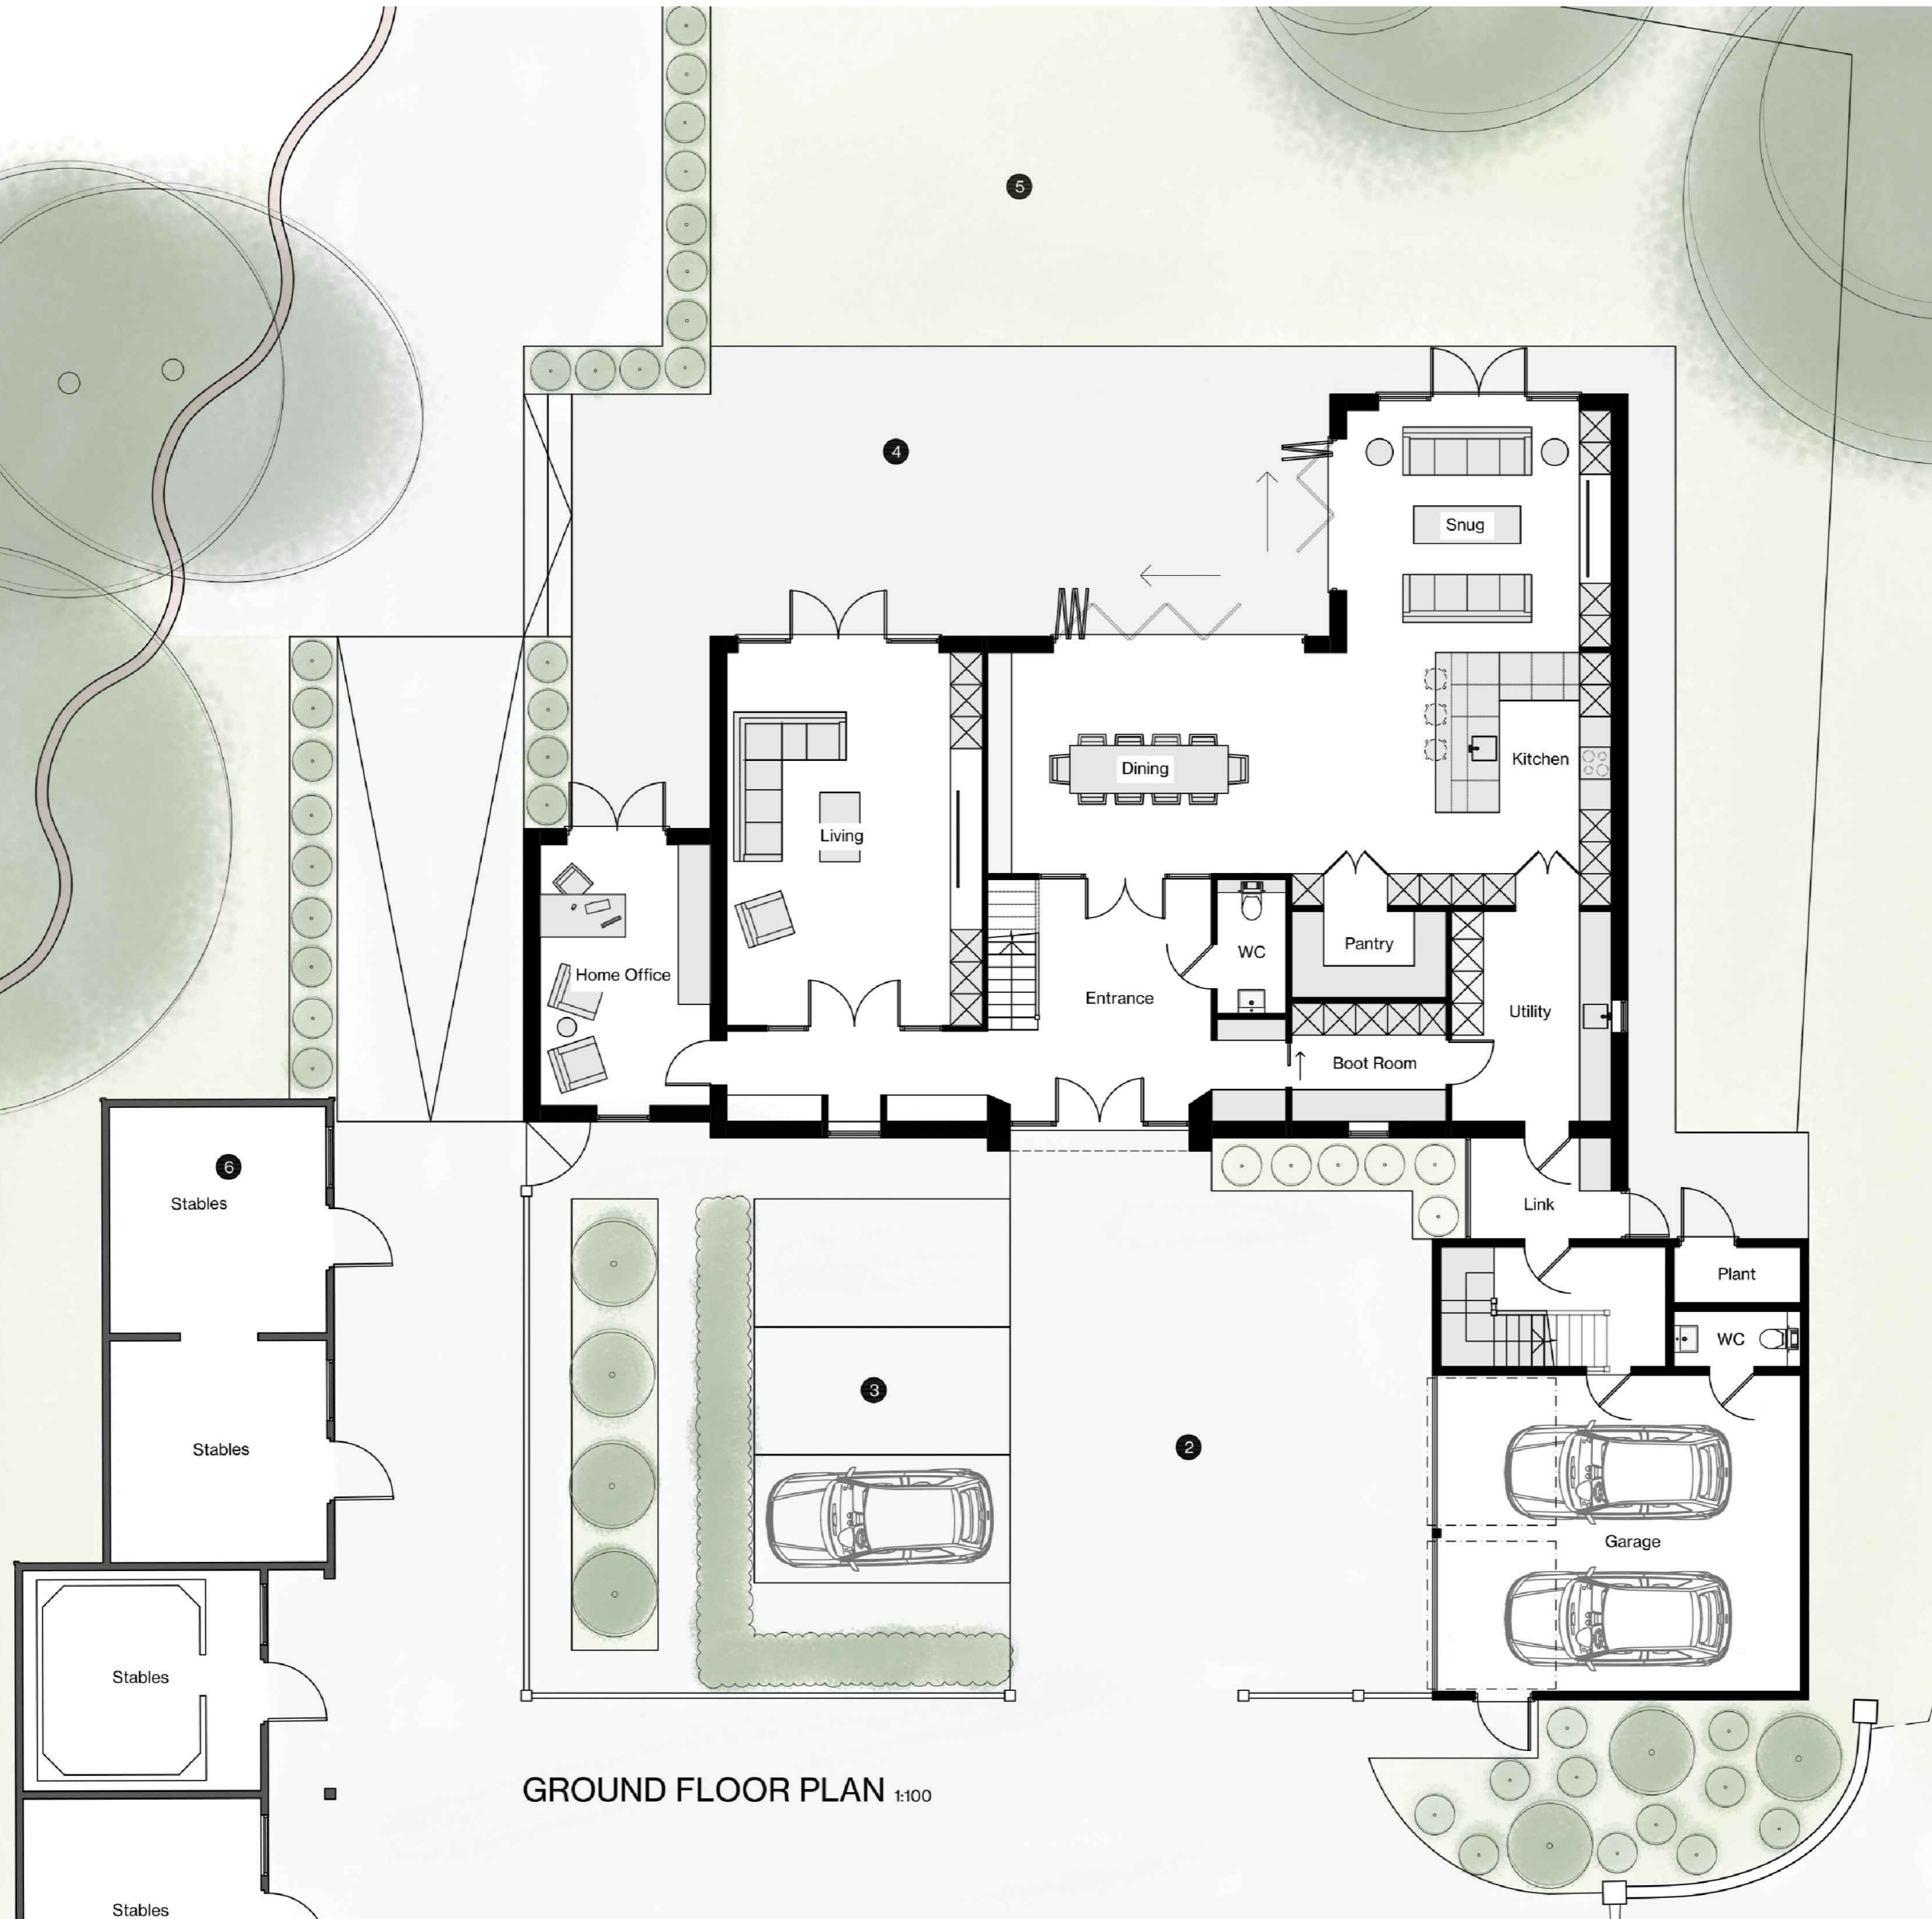 5
4
Snug
Kitchen
Dining
Living
Pantry
WC
Home Office
Entrance
Utility
Boot Room
6
Stables
Link
Plant
WC
3
2
Stables
Garage
Stables
GROUND FLOOR PLAN 1:100
Stables